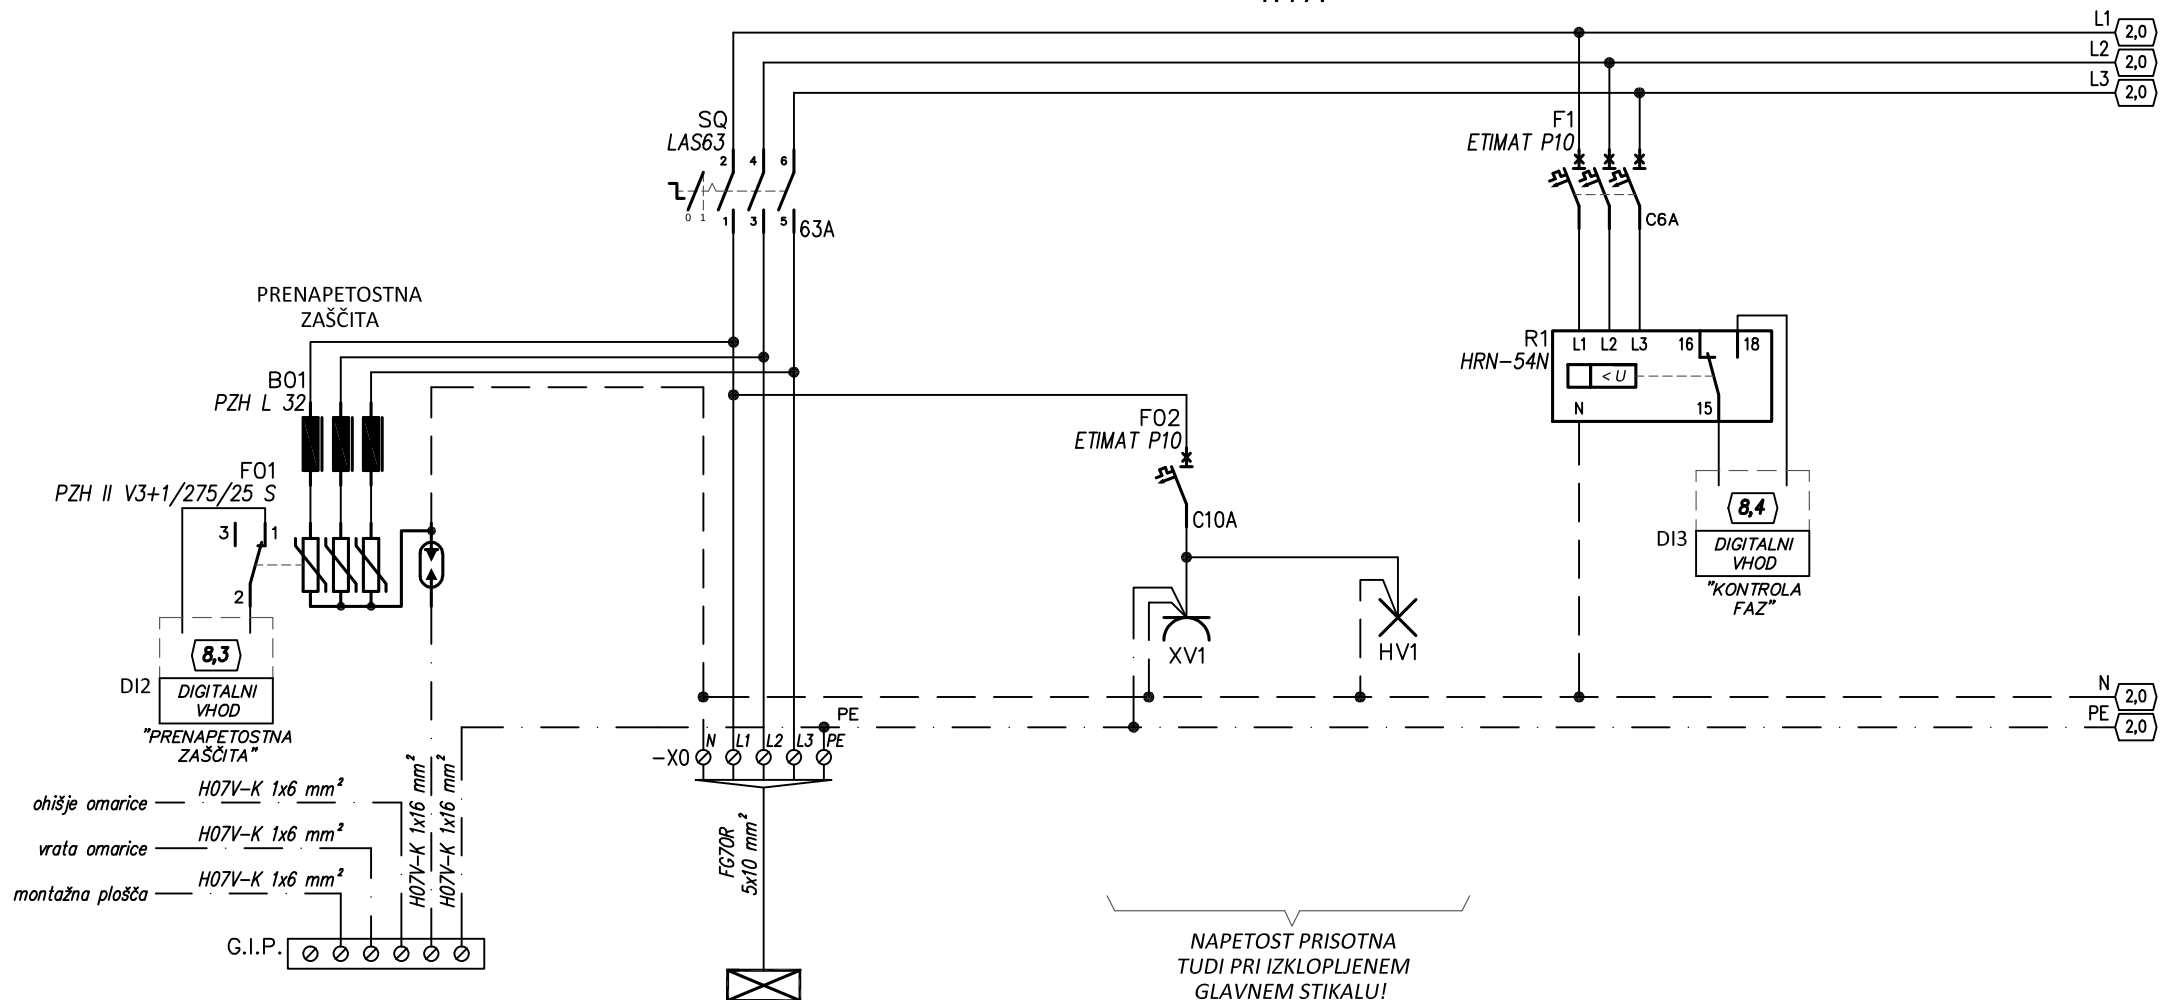 L1
2,0
L2
2,0
L3
2,0
SQ
LAS63
2 4 6
0 1
1 3 5
63A
F1
ETIMAT P10
C6A
PRENAPETOSTNA
ZAŠČITA
B01
PZH L 32
F01
PZH II V3+1/275/25 S
3 1
2
8,3
DI2
DIGITALNI
VHOD
"PRENAPETOSTNA
ZAŠČITA"
F02
ETIMAT P10
C10A
XV1
HV1
R1
HRN-54N
L1 L2 L3 16 18
<U
N 15
8,4
DI3
DIGITALNI
VHOD
"KONTROLA
FAZ"
N
2,0
PE
2,0
PE
-X0
N L1 L2 L3 PE
ohišje omarice
H07V-K 1x6 mm²
vrata omarice
H07V-K 1x6 mm²
montažna plošča
H07V-K 1x6 mm²
H07V-K 1x16 mm²
H07V-K 1x16 mm²
G.I.P.
FG7OR
5x10 mm²
NAPETOST PRISOTNA
TUDI PRI IZKLOPLJENEM
GLAVNEM STIKALU!